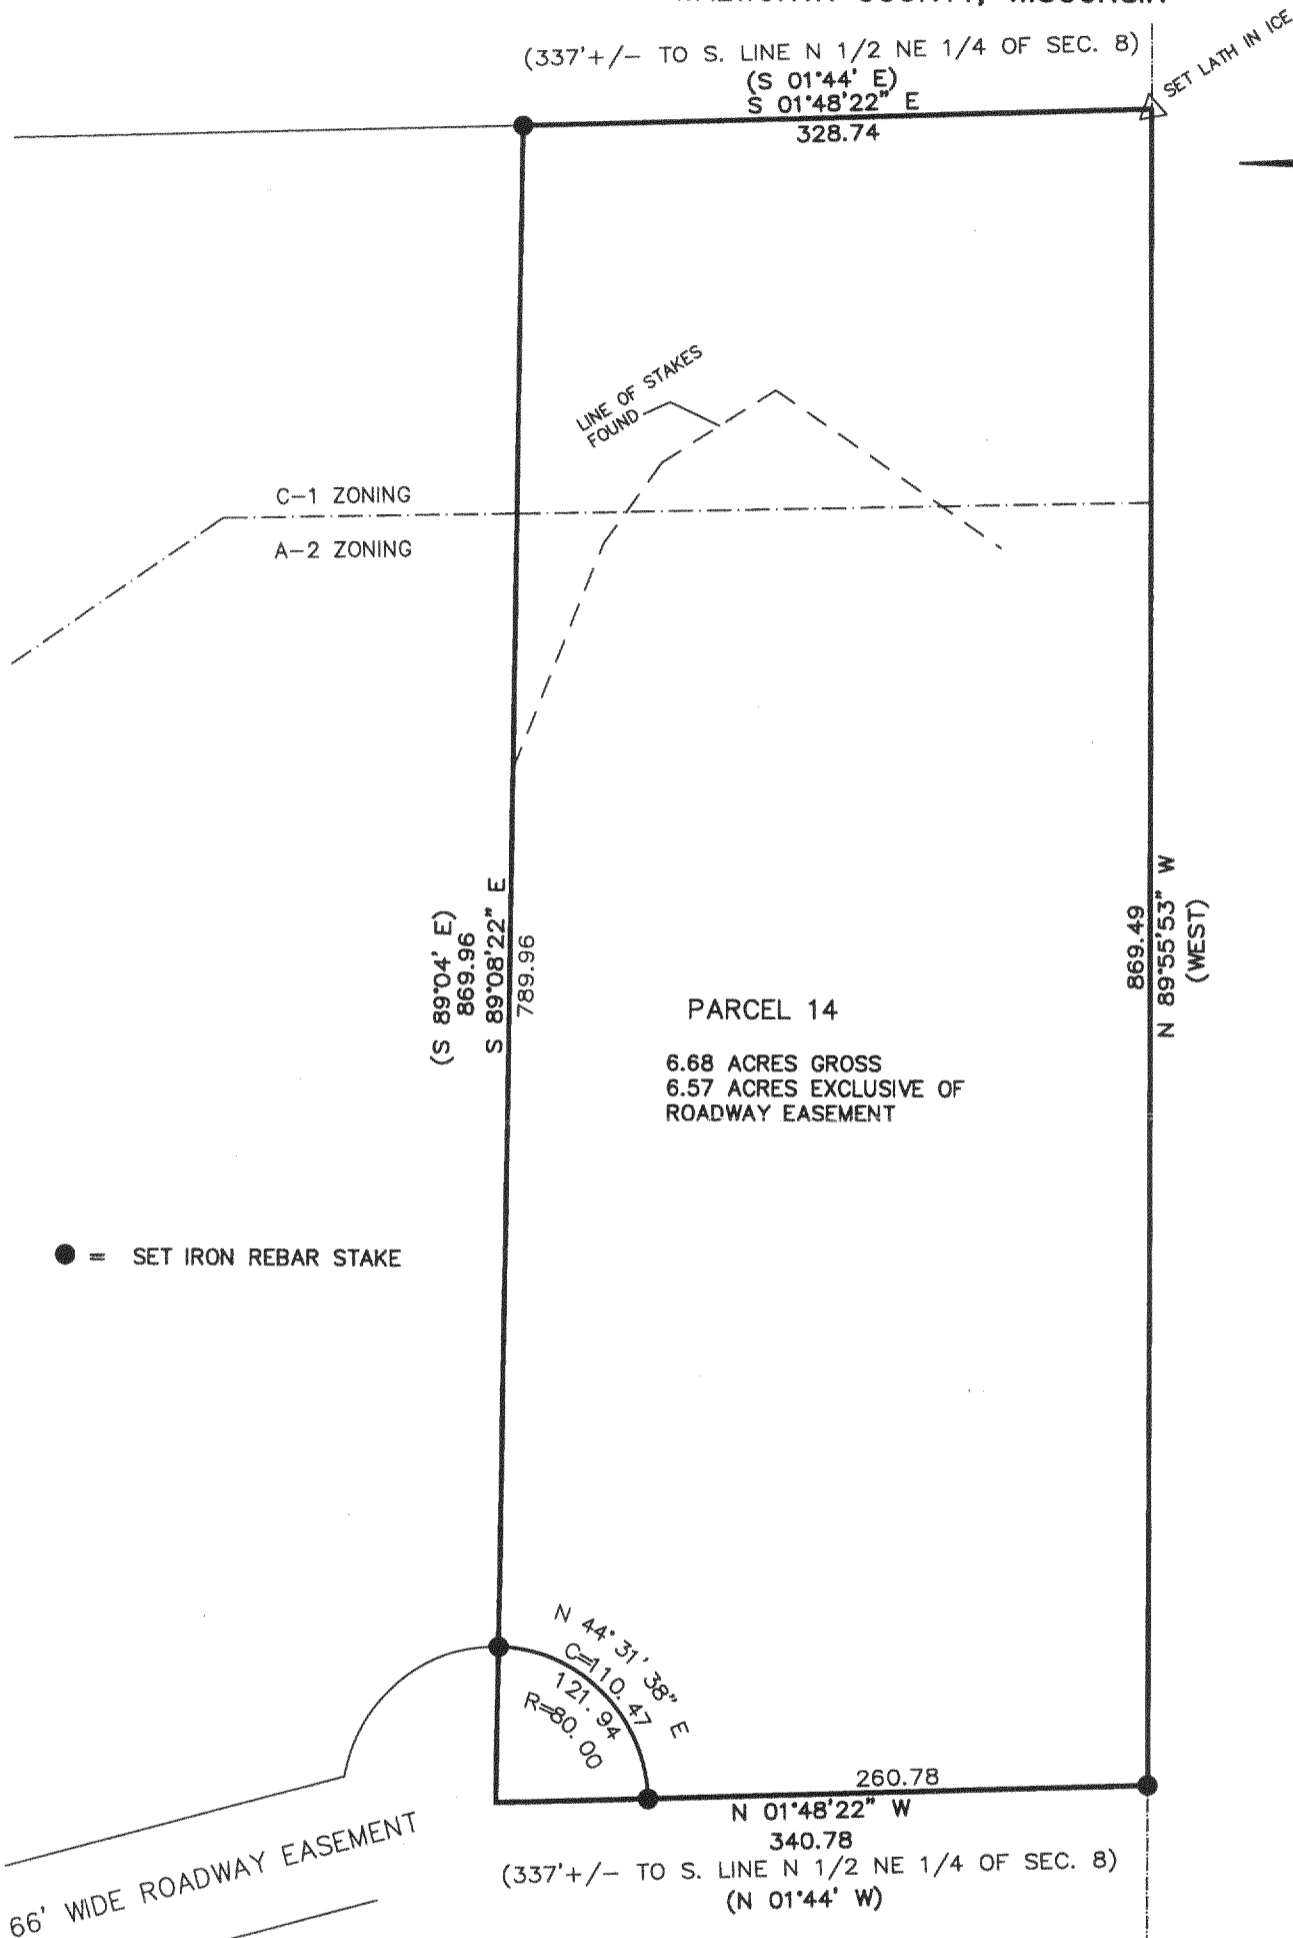 (337'+/- TO S. LINE N 1/2 NE 1/4 OF SEC. 8)
(S 01°44' E)
S 01°48'22" E
328.74
SET LATH IN ICE
LINE OF STAKES
FOUND
C-1 ZONING
A-2 ZONING
(S 89°04' E)
869.96
S 89°08'22" E
789.96
869.49
N 89°55'53" W
(WEST)
PARCEL 14
6.68 ACRES GROSS
6.57 ACRES EXCLUSIVE OF
ROADWAY EASEMENT
= SET IRON REBAR STAKE
N 44°31'38" E
C=110.47
121.94
R=80.00
260.78
N 01°48'22" W
340.78
(337'+/- TO S. LINE N 1/2 NE 1/4 OF SEC. 8)
(N 01°44' W)
66' WIDE ROADWAY EASEMENT